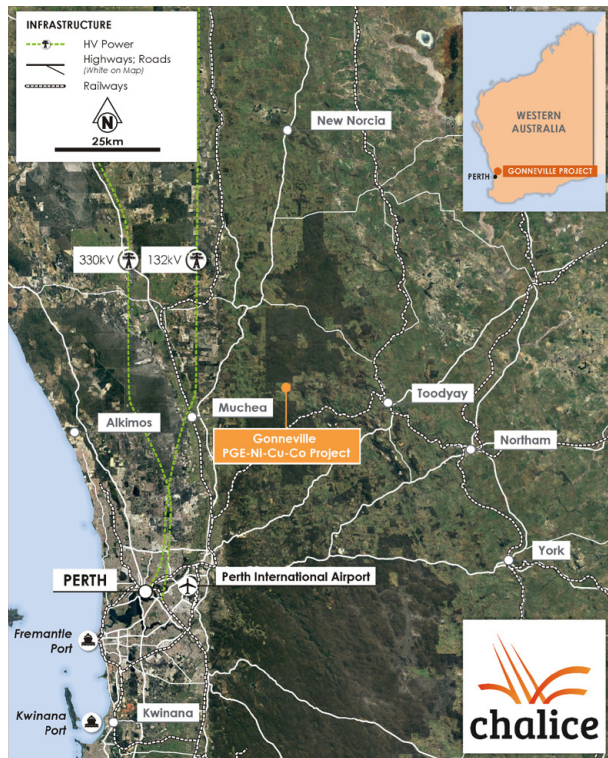 INFRASTRUCTURE
HV Power
Highways; Roads
(White on Map)
Railways
N
25km
WESTERN
AUSTRALIA
PERTH
GONNEVILLE PROJECT
New Norcia
330kV
132kV
Muchea
Toodyay
Alkimos
Gonneville
PGE-Ni-Cu-Co Project
Northam
York
PERTH
Perth International Airport
Fremantle
Port
Kwinana
Port
Kwinana
chalice